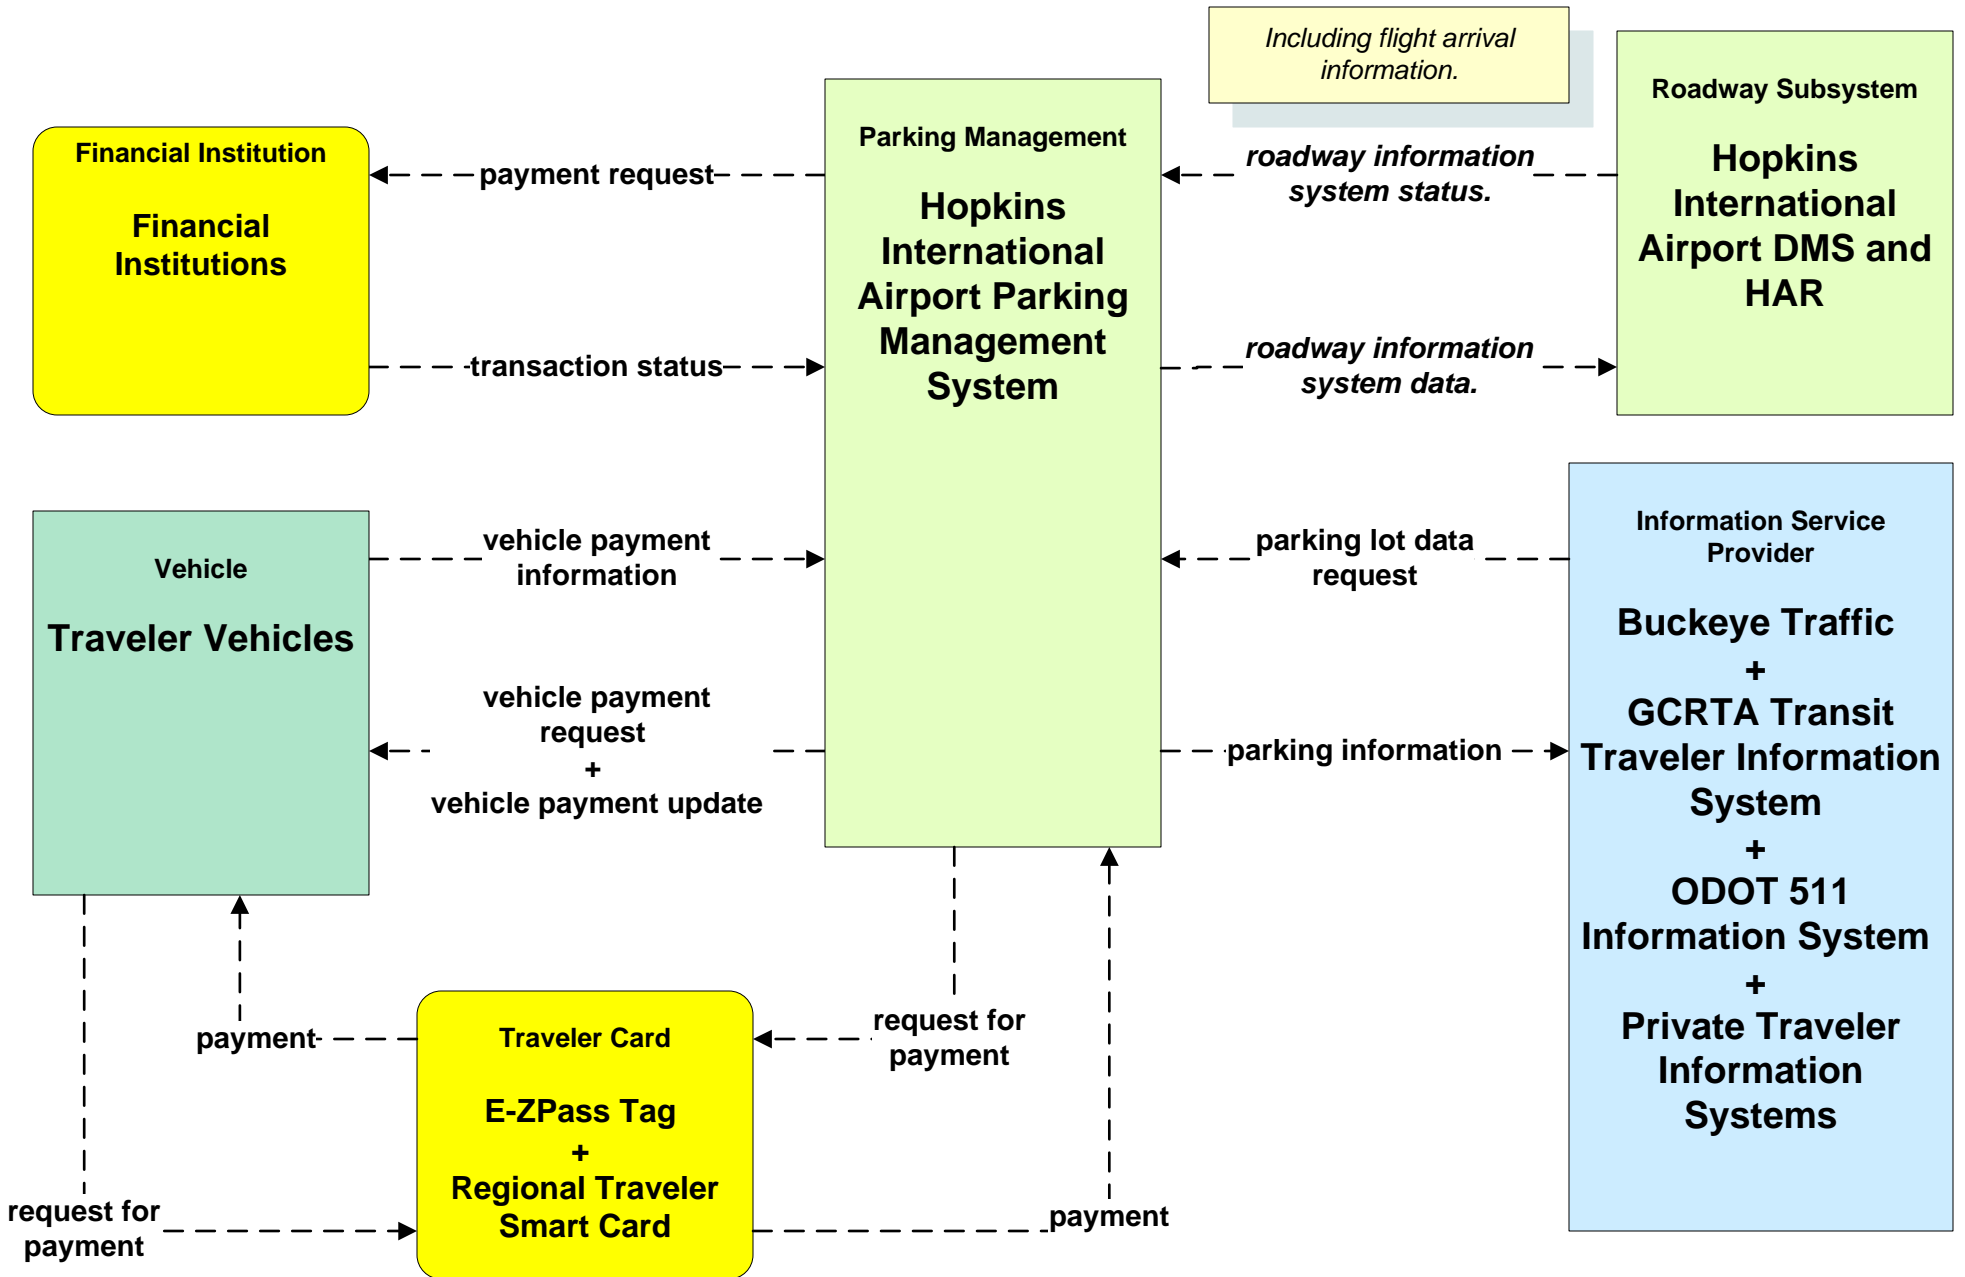 Including flight arrival
information.
Financial Institution
Financial
Institutions
payment request
transaction status
Parking Management
Hopkins
International
Airport Parking
Management
System
roadway information
system status.
roadway information
system data.
Roadway Subsystem
Hopkins
International
Airport DMS and
HAR
Vehicle
Traveler Vehicles
vehicle payment
information
vehicle payment
request
+
vehicle payment update
parking lot data
request
parking information
Information Service
Provider
Buckeye Traffic
+
GCRTA Transit
Traveler Information
System
+
ODOT 511
Information System
+
Private Traveler
Information
Systems
payment
Traveler Card
E-ZPass Tag
+
Regional Traveler
Smart Card
request for
payment
request for
payment
payment